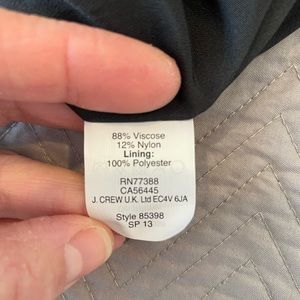 88% Viscose
12% Nylon
Lining:
100% Polyester
RN77388
CA56445
J. CREW U.K. Ltd EC4V 6JA
Style 85398
SP 13